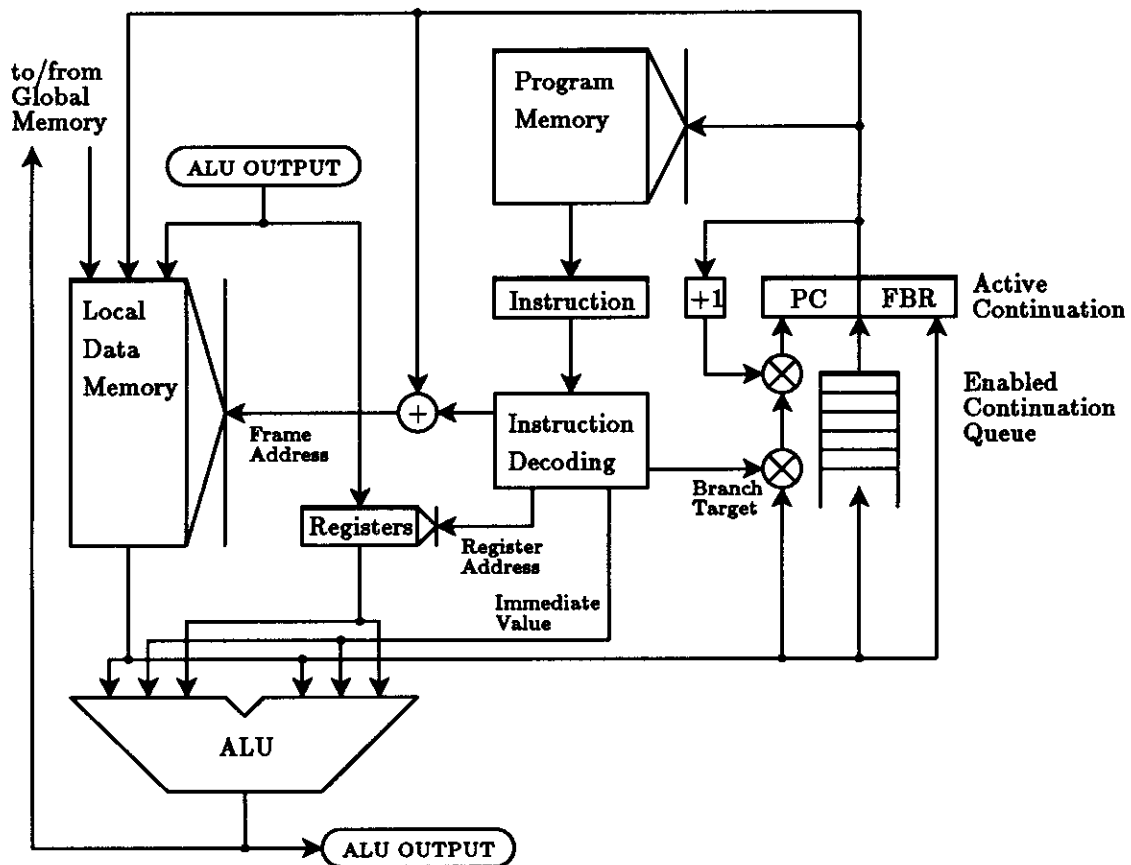 to/from
Global
Memory
ALU OUTPUT
Program
Memory
Local
Data
Memory
Instruction
+1
PC
FBR
Active
Continuation
Enabled
Continuation
Queue
+
Frame
Address
Instruction
Decoding
Branch
Target
Registers
Register
Address
Immediate
Value
ALU
ALU OUTPUT